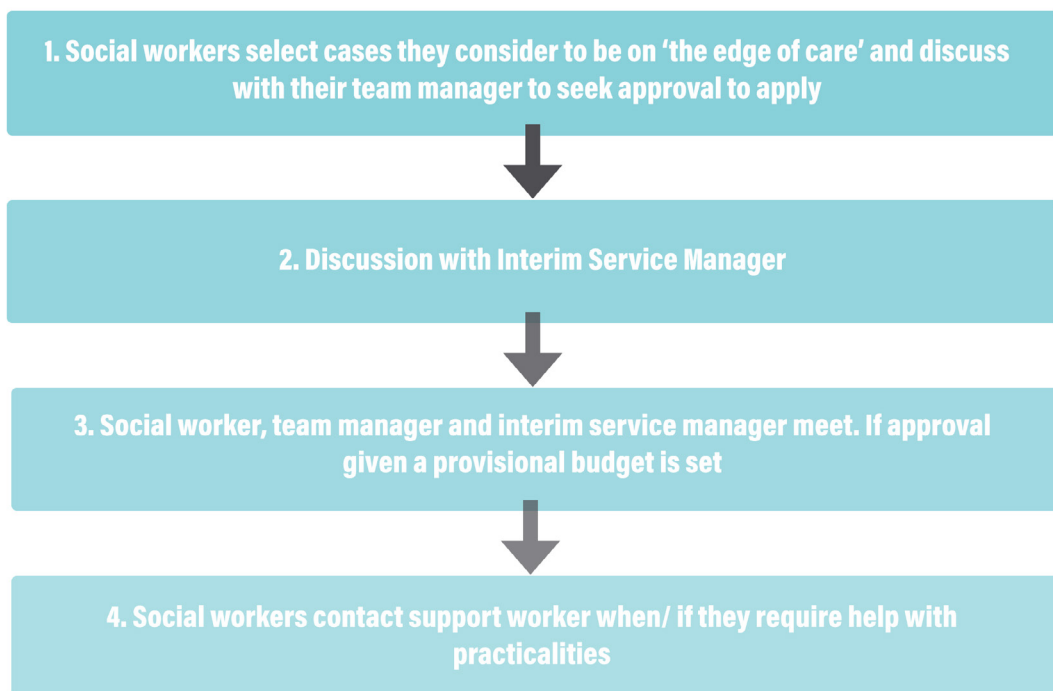 1. Social workers select cases they consider to be on ‘the edge of care’ and discuss
with their team manager to seek approval to apply
2. Discussion with Interim Service Manager
3. Social worker, team manager and interim service manager meet. If approval
given a provisional budget is set
4. Social workers contact support worker when/ if they require help with
practicalities